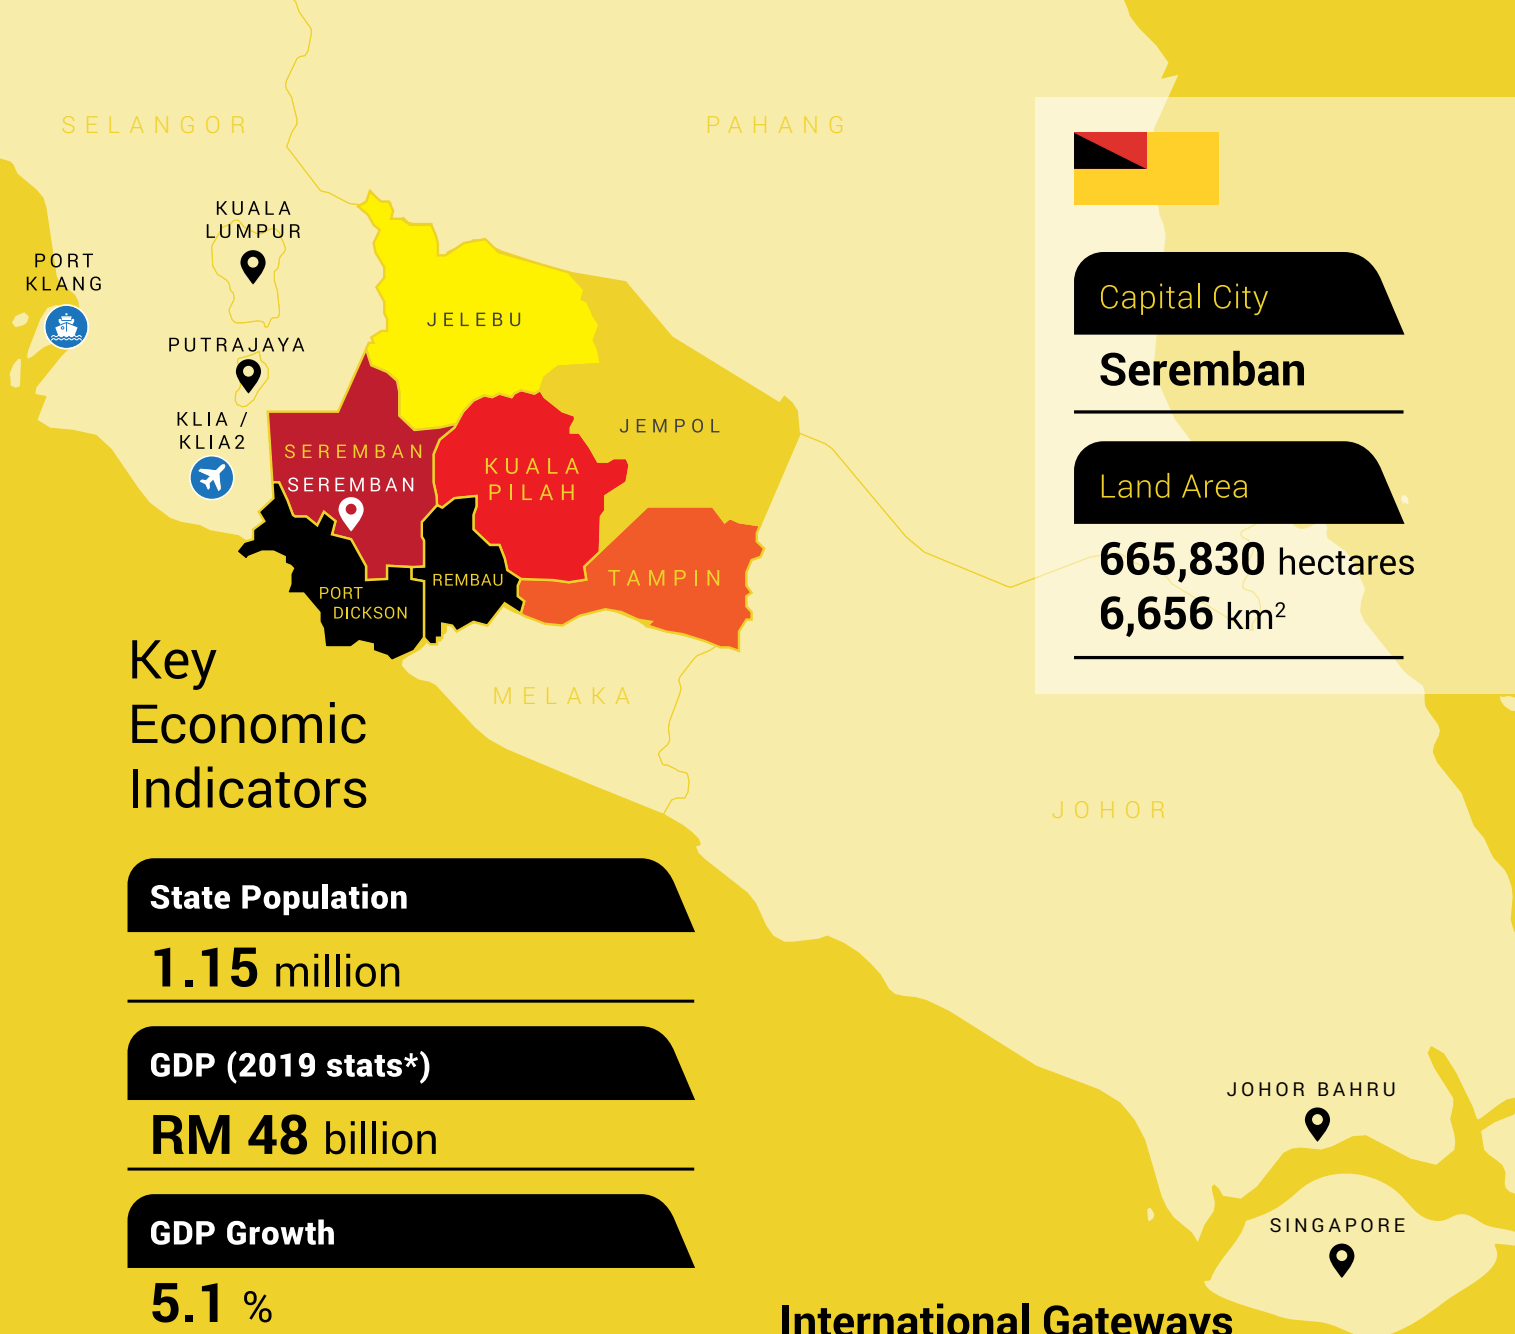 SELANGOR
PAHANG
KUALA
LUMPUR
PORT
KLANG
PUTRAJAYA
KLIA /
KLIA2
JELEBU
JEMPOL
SEREMBAN
SEREMBAN
KUALA
PILAH
TAMPIN
REMBAU
PORT
DICKSON
MELAKA
JOHOR
Capital City
Seremban
Land Area
665,830 hectares
6,656 km²
Key
Economic
Indicators
State Population
1.15 million
GDP (2019 stats*)
RM 48 billion
GDP Growth
5.1 %
JOHOR BAHRU
SINGAPORE
International Gateways